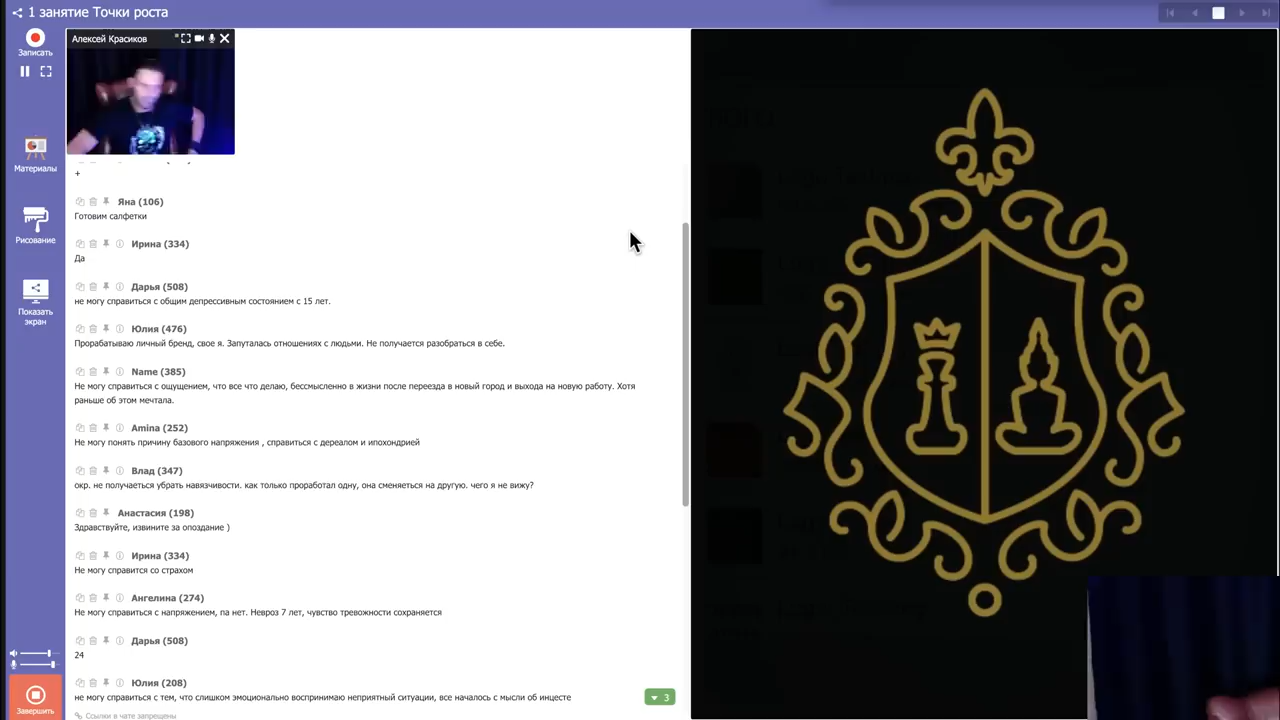 1 занятие Точки роста
Записать
Алексей Красиков
Материалы
Рисование
Показать
экран
Завершить
+
Яна (106)
Готовим салфетки
Ирина (334)
Да
Дарья (508)
не могу справиться с общим депрессивным состоянием с 15 лет.
Юлия (476)
Прорабатываю личный бренд, свое я. Запуталась отношениях с людьми. Не получается разобраться в себе.
Name (385)
Не могу справиться с ощущением, что все что делаю, бессмысленно в жизни после переезда в новый город и выхода на новую работу. Хотя
раньше об этом мечтала.
Amina (252)
Не могу понять причину базового напряжения , справиться с дереалом и ипохондрией
Влад (347)
окр. не получаеться убрать навязчивости. как только проработал одну, она сменяеться на другую. чего я не вижу?
Анастасия (198)
Здравствуйте, извините за опоздание )
Ирина (334)
Не могу справится со страхом
Ангелина (274)
Не могу справиться с напряжением, па нет. Невроз 7 лет, чувство тревожности сохраняется
Дарья (508)
24
Юлия (208)
не могу справиться с тем, что слишком эмоционально воспринимаю неприятный ситуации, все началось с мысли об инцесте
3
Ссылки в чате запрещены